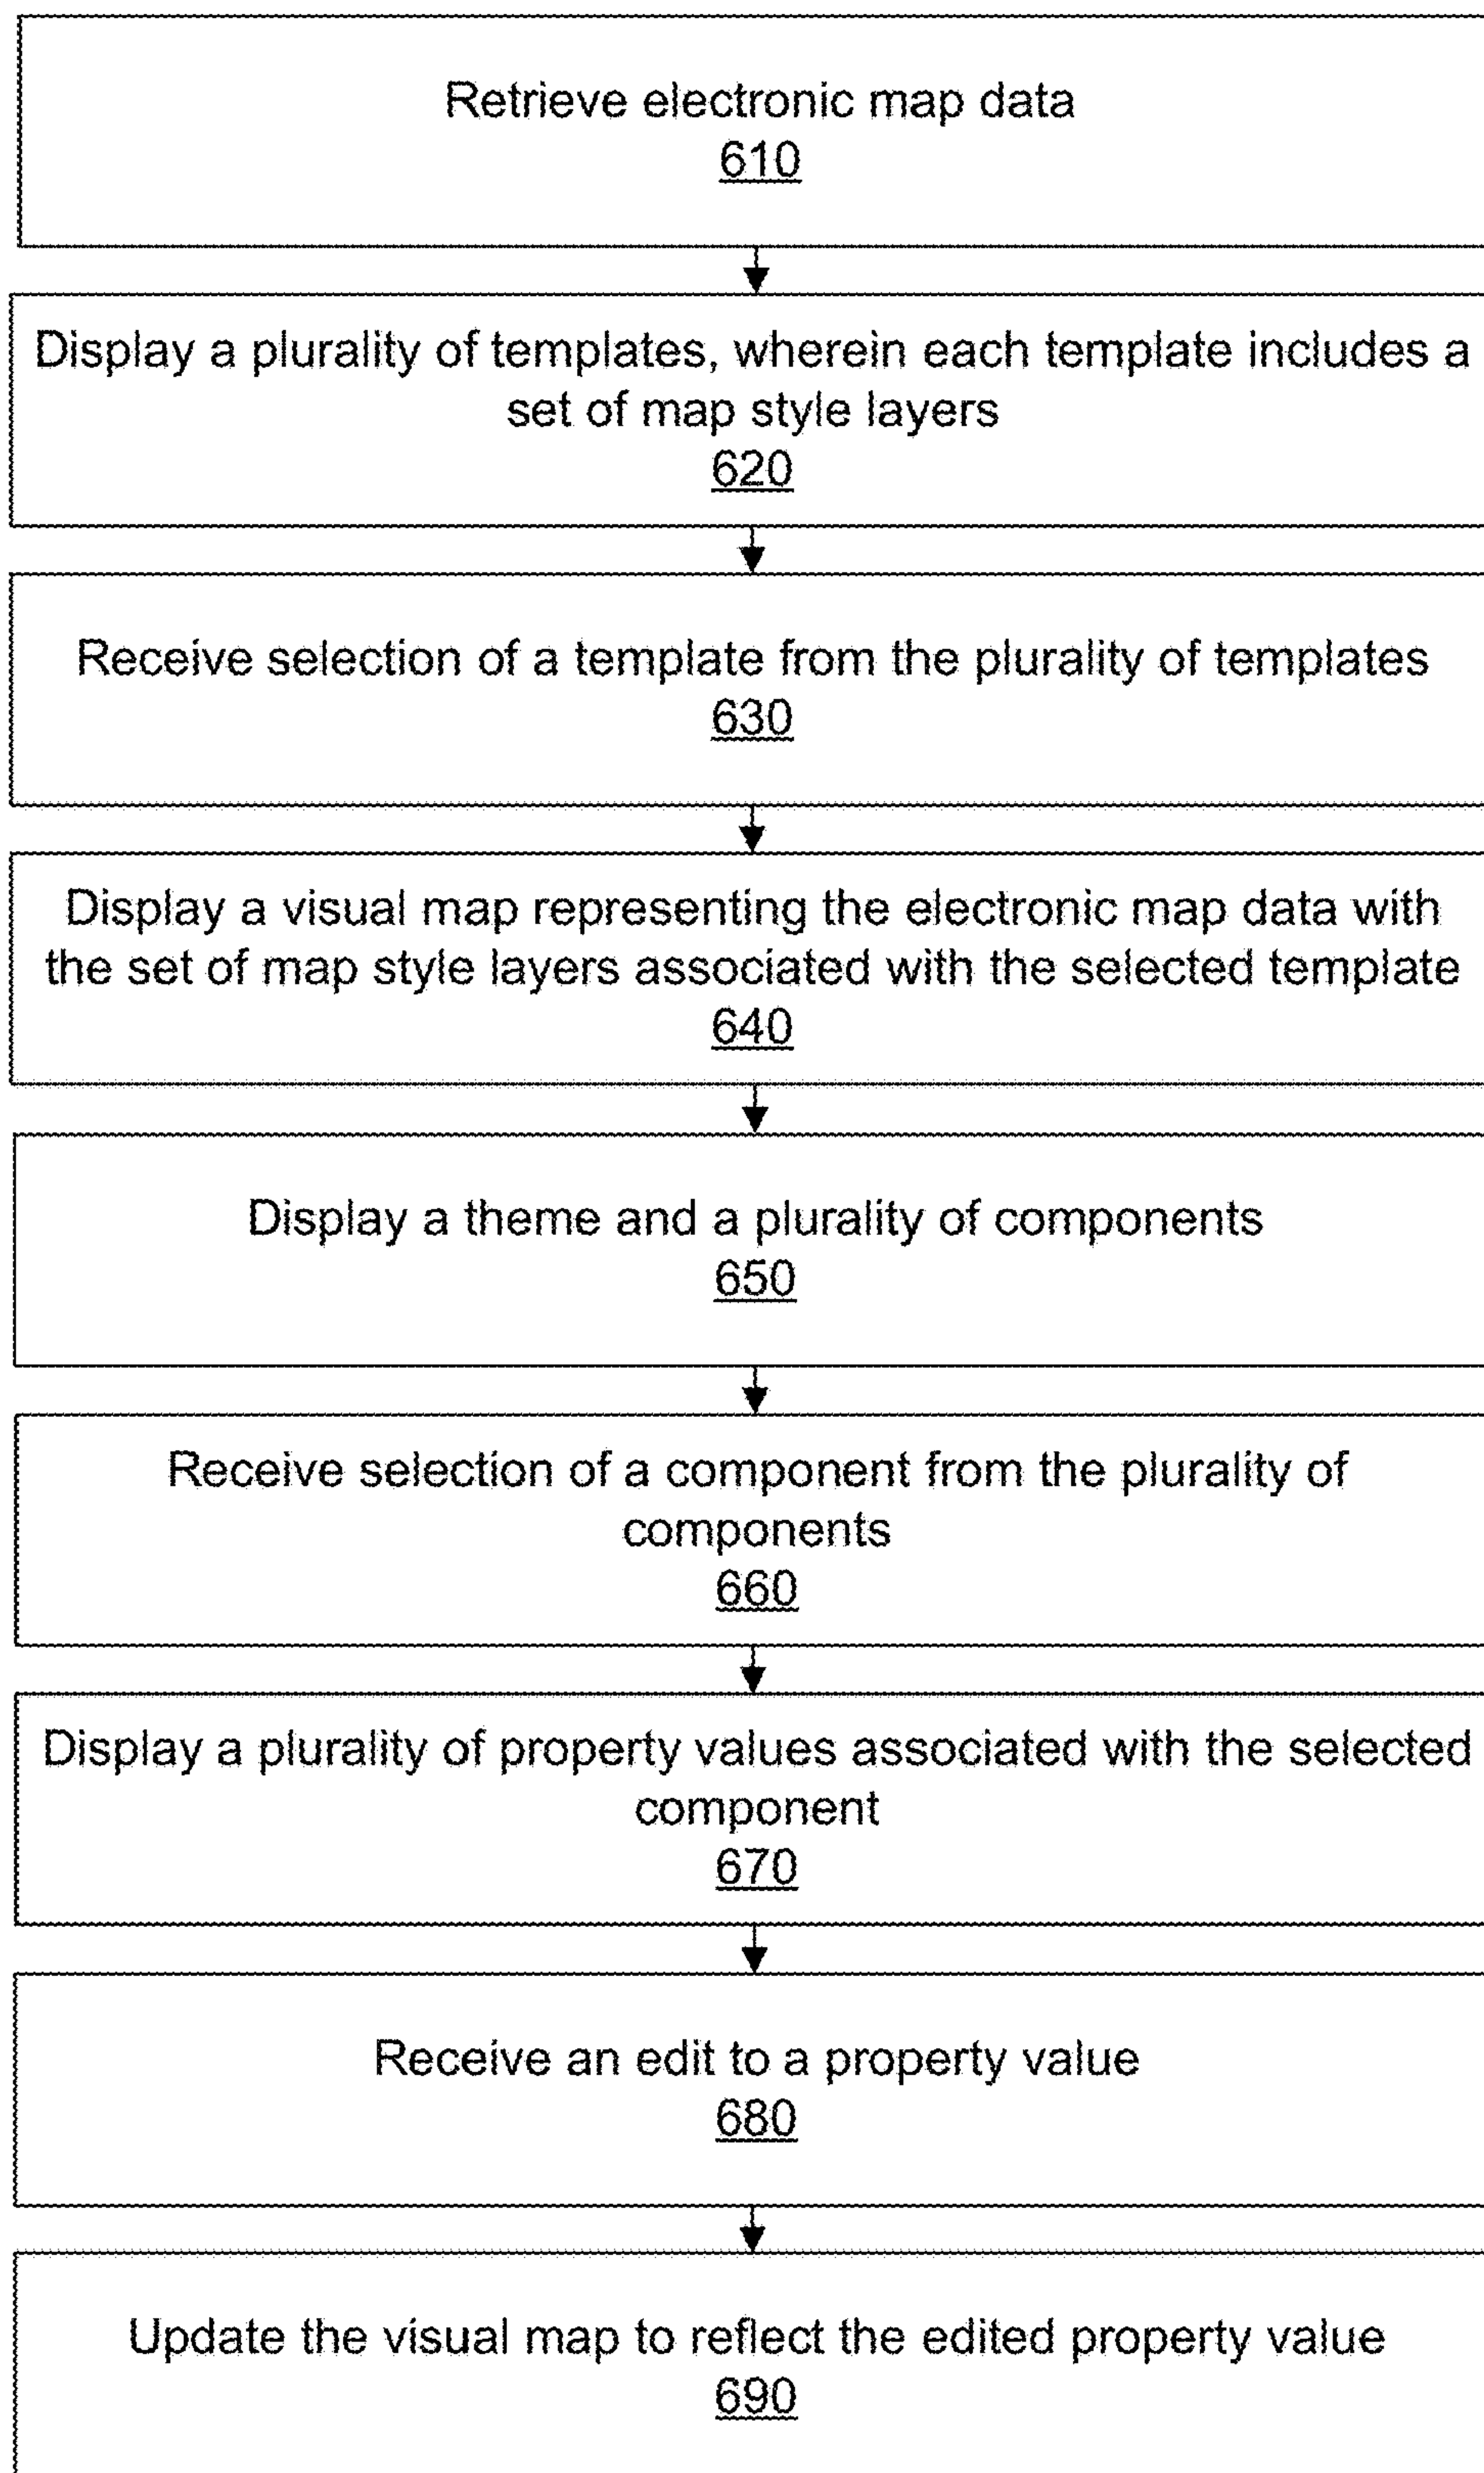 Retrieve electronic map data
610
Display a plurality of templates, wherein each template includes a
set of map style layers
620
Receive selection of a template from the plurality of templates
630
Display a visual map representing the electronic map data with
the set of map style layers associated with the selected template
640
Display a theme and a plurality of components
650
Receive selection of a component from the plurality of
components
660
Display a plurality of property values associated with the selected
component
670
Receive an edit to a property value
680
Update the visual map to reflect the edited property value
690